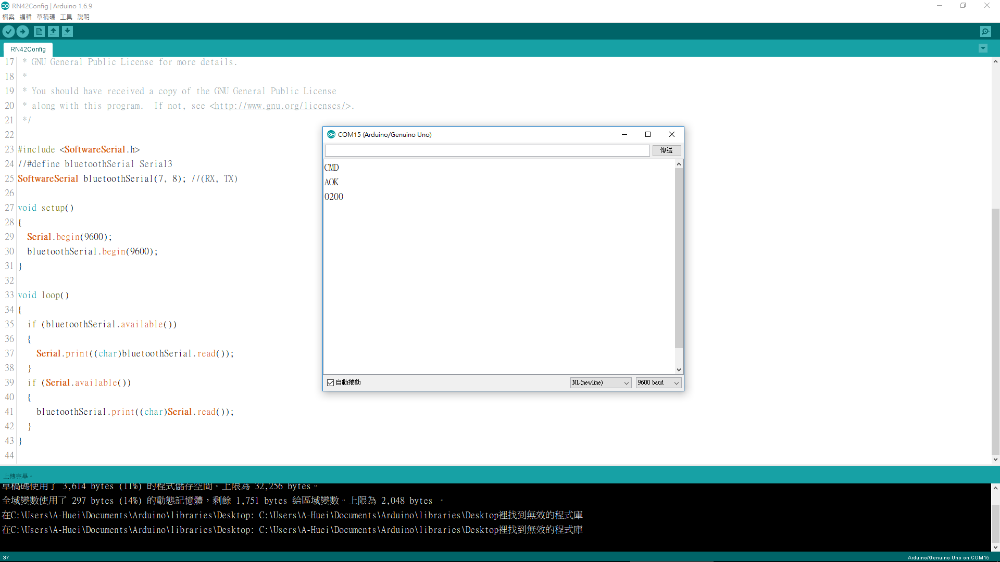 RN42Config | Arduino 1.6.9
檔案 編輯 草稿碼 工具 說明
RN42Config
17 * GNU General Public License for more details.
18 *
19 * You should have received a copy of the GNU General Public License
20 * along with this program.  If not, see <http://www.gnu.org/licenses/>.
21 */
22
23 #include <SoftwareSerial.h>
24 //#define bluetoothSerial Serial3
25 SoftwareSerial bluetoothSerial(7, 8); //(RX, TX)
26
27 void setup()
28 {
29 Serial.begin(9600);
30 bluetoothSerial.begin(9600);
31 }
32
33 void loop()
34 {
35 if (bluetoothSerial.available())
36 {
37 Serial.print((char)bluetoothSerial.read());
38 }
39 if (Serial.available())
40 {
41 bluetoothSerial.print((char)Serial.read());
42 }
43 }
44
COM15 (Arduino/Genuino Uno)
傳送
CMD
AOK
0200
自動捲動
NL(newline)
9600 baud
上傳完畢。
草稿碼使用了 3,614 bytes (11%) 的程式儲存空間。上限為 32,256 bytes。
全域變數使用了 297 bytes (14%) 的動態記憶體，剩餘 1,751 bytes 給區域變數。上限為 2,048 bytes 。
在C:\Users\A-Huei\Documents\Arduino\libraries\Desktop: C:\Users\A-Huei\Documents\Arduino\libraries\Desktop裡找到無效的程式庫
在C:\Users\A-Huei\Documents\Arduino\libraries\Desktop: C:\Users\A-Huei\Documents\Arduino\libraries\Desktop裡找到無效的程式庫
37
Arduino/Genuino Uno on COM15